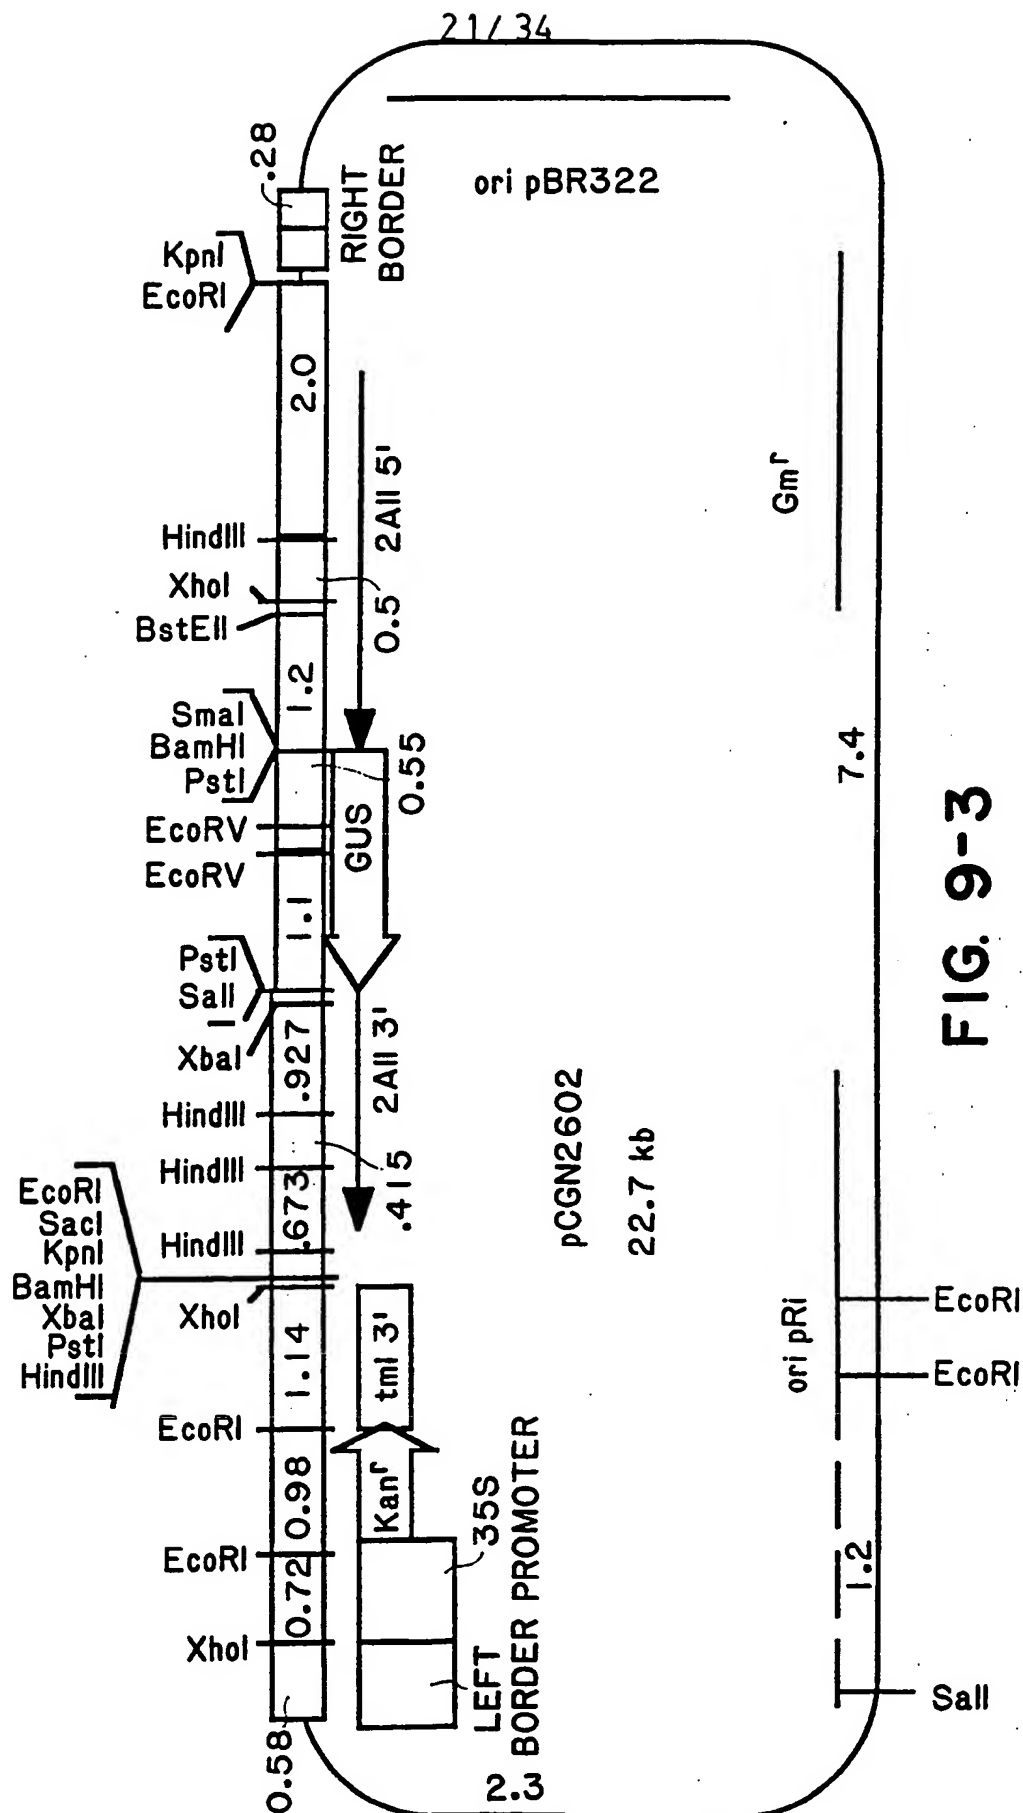 21/34
.28
KpnI
EcoRI
RIGHT
BORDER
ori pBR322
2.0
2AII 5'
HindIII
XhoI
BstEII
0.5
1.2
SmaI
BamHI
PstI
0.55
EcoRV
EcoRV
GUS
1.1
PstI
SalI
XbaI
.927
2AII 3'
HindIII
HindIII
.415
.673
HindIII
EcoRI
SacI
KpnI
BamHI
XbaI
PstI
HindIII
XhoI
1.14
tml 3'
EcoRI
0.98
Kanr
EcoRI
0.72
35S
XhoI
LEFT
BORDER PROMOTER
0.58
2.3
pCGN2602
22.7 kb
Gmr
7.4
ori pRi
EcoRI
EcoRI
1.2
SalI
FIG. 9-3